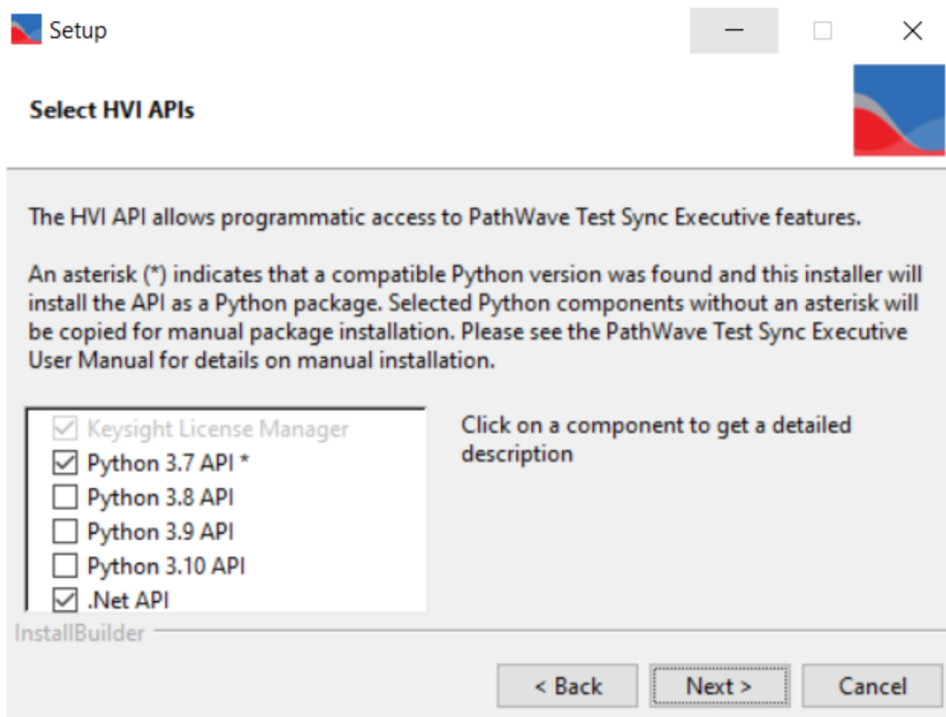 Setup
Select HVI APIs
The HVI API allows programmatic access to PathWave Test Sync Executive features.
An asterisk (*) indicates that a compatible Python version was found and this installer will
install the API as a Python package. Selected Python components without an asterisk will
be copied for manual package installation. Please see the PathWave Test Sync Executive
User Manual for details on manual installation.
Keysight License Manager
Python 3.7 API *
Python 3.8 API
Python 3.9 API
Python 3.10 API
.Net API
Click on a component to get a detailed
description
InstallBuilder
< Back
Next >
Cancel